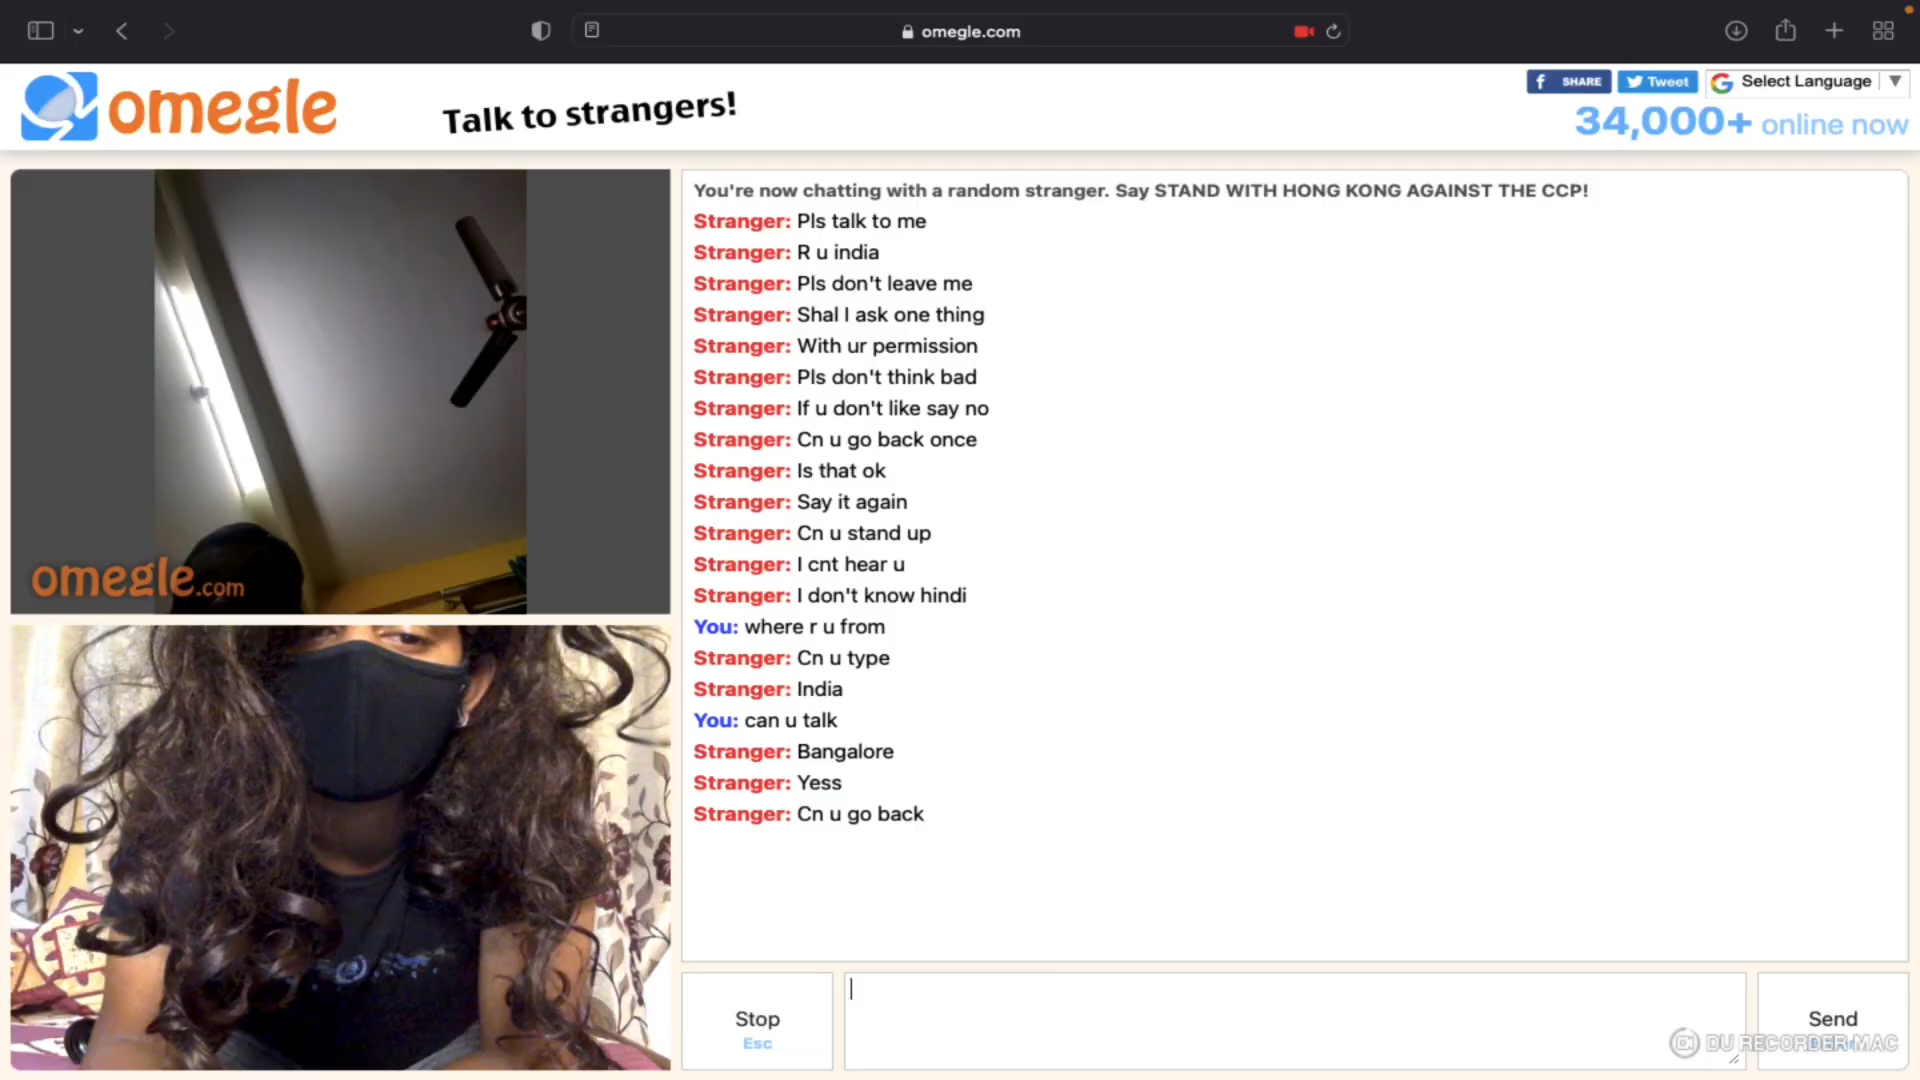 omegle.com
omegle
Talk to strangers!
SHARE
Tweet
Select Language
34,000+ online now
You're now chatting with a random stranger. Say STAND WITH HONG KONG AGAINST THE CCP!
Stranger: Pls talk to me
Stranger: R u india
Stranger: Pls don't leave me
Stranger: Shal I ask one thing
Stranger: With ur permission
Stranger: Pls don't think bad
Stranger: If u don't like say no
Stranger: Cn u go back once
Stranger: Is that ok
Stranger: Say it again
Stranger: Cn u stand up
Stranger: I cnt hear u
Stranger: I don't know hindi
You: where r u from
Stranger: Cn u type
Stranger: India
You: can u talk
Stranger: Bangalore
Stranger: Yess
Stranger: Cn u go back
omegle.com
Stop
Esc
Send
DU RECORDER MAC